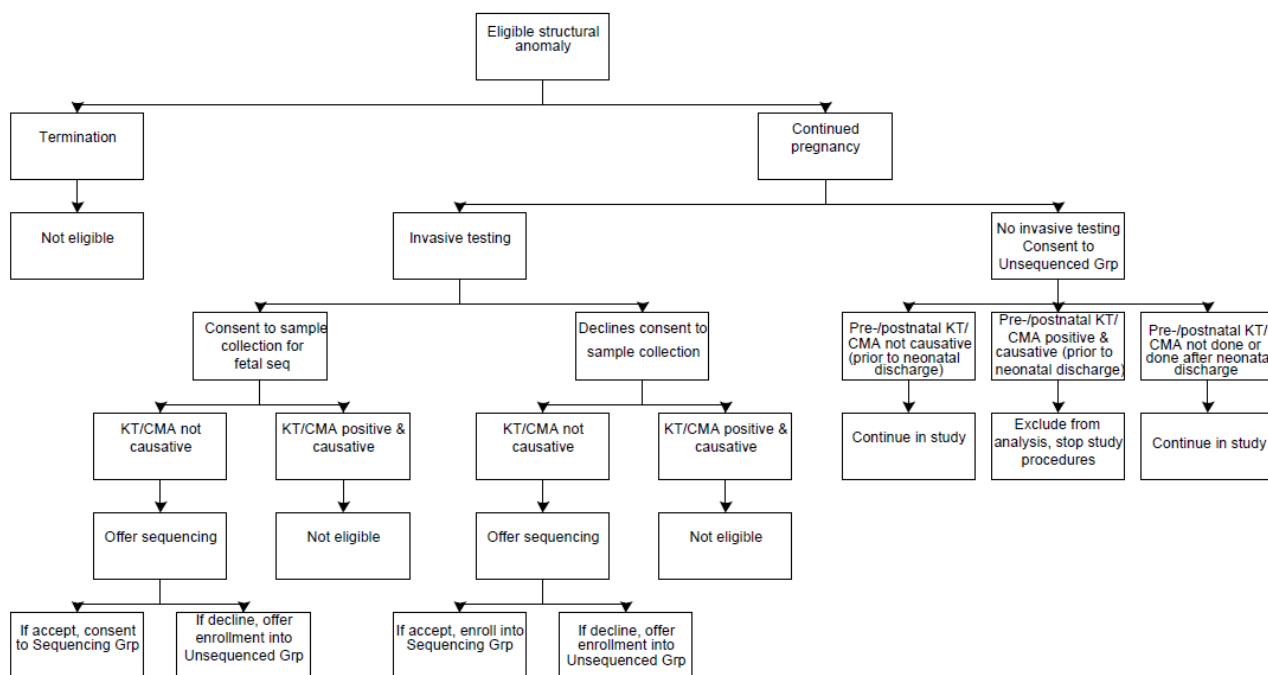 Eligible structural
anomaly
Termination
Continued
pregnancy
Not eligible
Invasive testing
No invasive testing
Consent to
Unsequenced Grp
Consent to sample
collection for
fetal seq
Declines consent to
sample collection
Pre-/postnatal KT/
CMA not causative
(prior to neonatal
discharge)
Pre-/postnatal KT/
CMA positive &
causative (prior to
neonatal discharge)
Pre-/postnatal KT/
CMA not done or
done after neonatal
discharge
KT/CMA not
causative
KT/CMA positive &
causative
KT/CMA not
causative
KT/CMA positive &
causative
Continue in study
Exclude from
analysis, stop study
procedures
Continue in study
Offer sequencing
Not eligible
Offer sequencing
Not eligible
If accept, consent
to Sequencing Grp
If decline, offer
enrollment into
Unsequenced Grp
If accept, enroll into
Sequencing Grp
If decline, offer
enrollment into
Unsequenced Grp